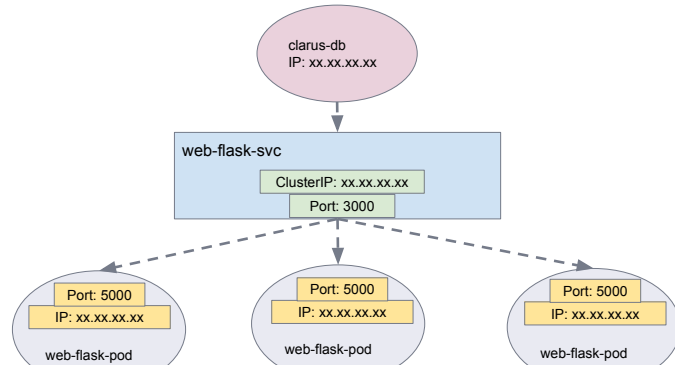 clarus-db
IP: xx.xx.xx.xx
web-flask-svc
ClusterIP: xx.xx.xx.xx
Port: 3000
Port: 5000
IP: xx.xx.xx.xx
web-flask-pod
Port: 5000
IP: xx.xx.xx.xx
web-flask-pod
Port: 5000
IP: xx.xx.xx.xx
web-flask-pod